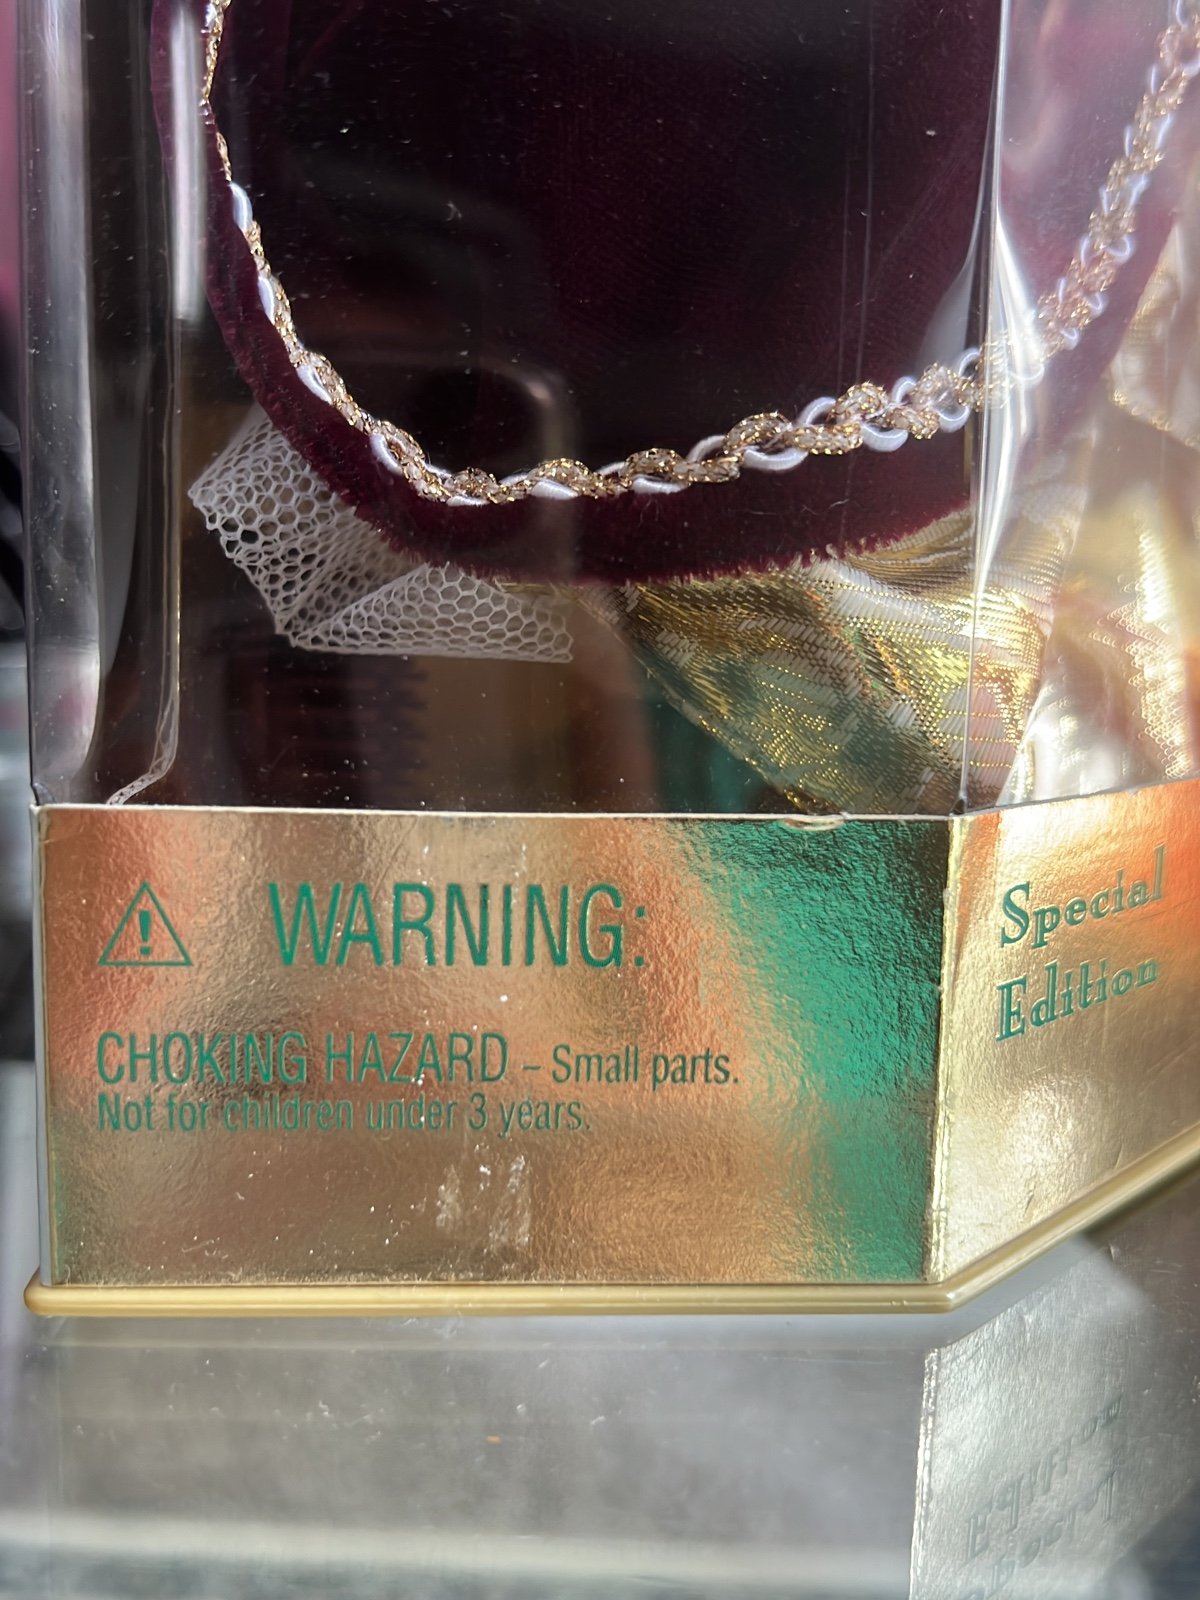 WARNING:
CHOKING HAZARD – Small parts.
Not for children under 3 years.
Special
Edition